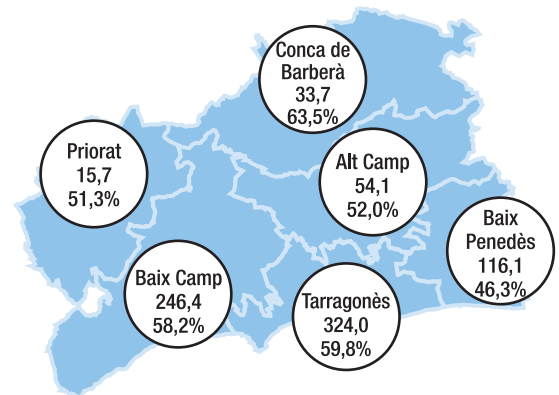 Conca de
Barberà
33,7
63,5%
Priorat
15,7
51,3%
Alt Camp
54,1
52,0%
Baix
Penedès
116,1
46,3%
Baix Camp
246,4
58,2%
Tarragonès
324,0
59,8%